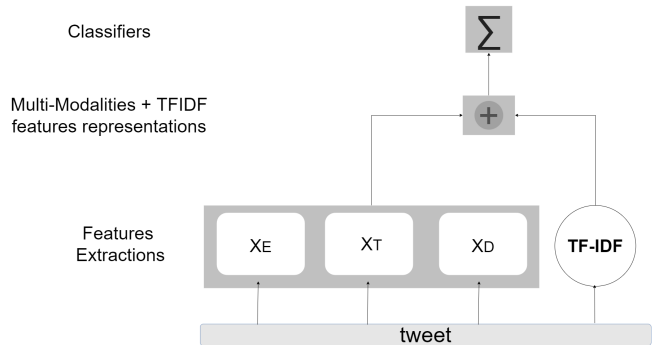 Classifiers
∑
Multi-Modalities + TFIDF
features representations
+
Features
Extractions
XE
XT
XD
TF-IDF
tweet